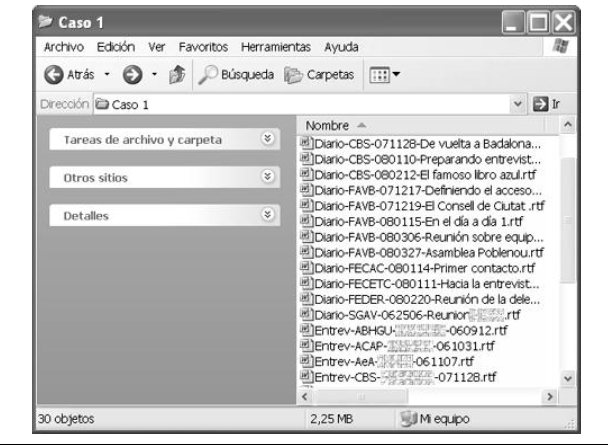 Caso 1
Archivo Edición Ver Favoritos Herramientas Ayuda
Atrás Búsqueda Carpetas
Dirección Caso 1 Ir
Nombre
Tareas de archivo y carpeta
Otros sitios
Detalles
Diario-CBS-071128-De vuelta a Badalona...
Diario-CBS-080110-Preparando entrevist...
Diario-CBS-080212-El famoso libro azul.rtf
Diario-FAVB-071217-Definiendo el acceso...
Diario-FAVB-071219-El Consell de Ciutat .rtf
Diario-FAVB-080115-En el día a día 1.rtf
Diario-FAVB-080306-Reunión sobre equip...
Diario-FAVB-080327-Asamblea Poblenou.rtf
Diario-FECAC-080114-Primer contacto.rtf
Diario-FECETC-080111-Hacia la entrevist...
Diario-FEDER-080220-Reunión de la dele...
Diario-SGAV-062506-Reunion .rtf
Entrev-ABHGU- -060912.rtf
Entrev-ACAP- -061031.rtf
Entrev-AeA- -061107.rtf
Entrev-CBS- -071128.rtf
30 objetos 2,25 MB Mi equipo